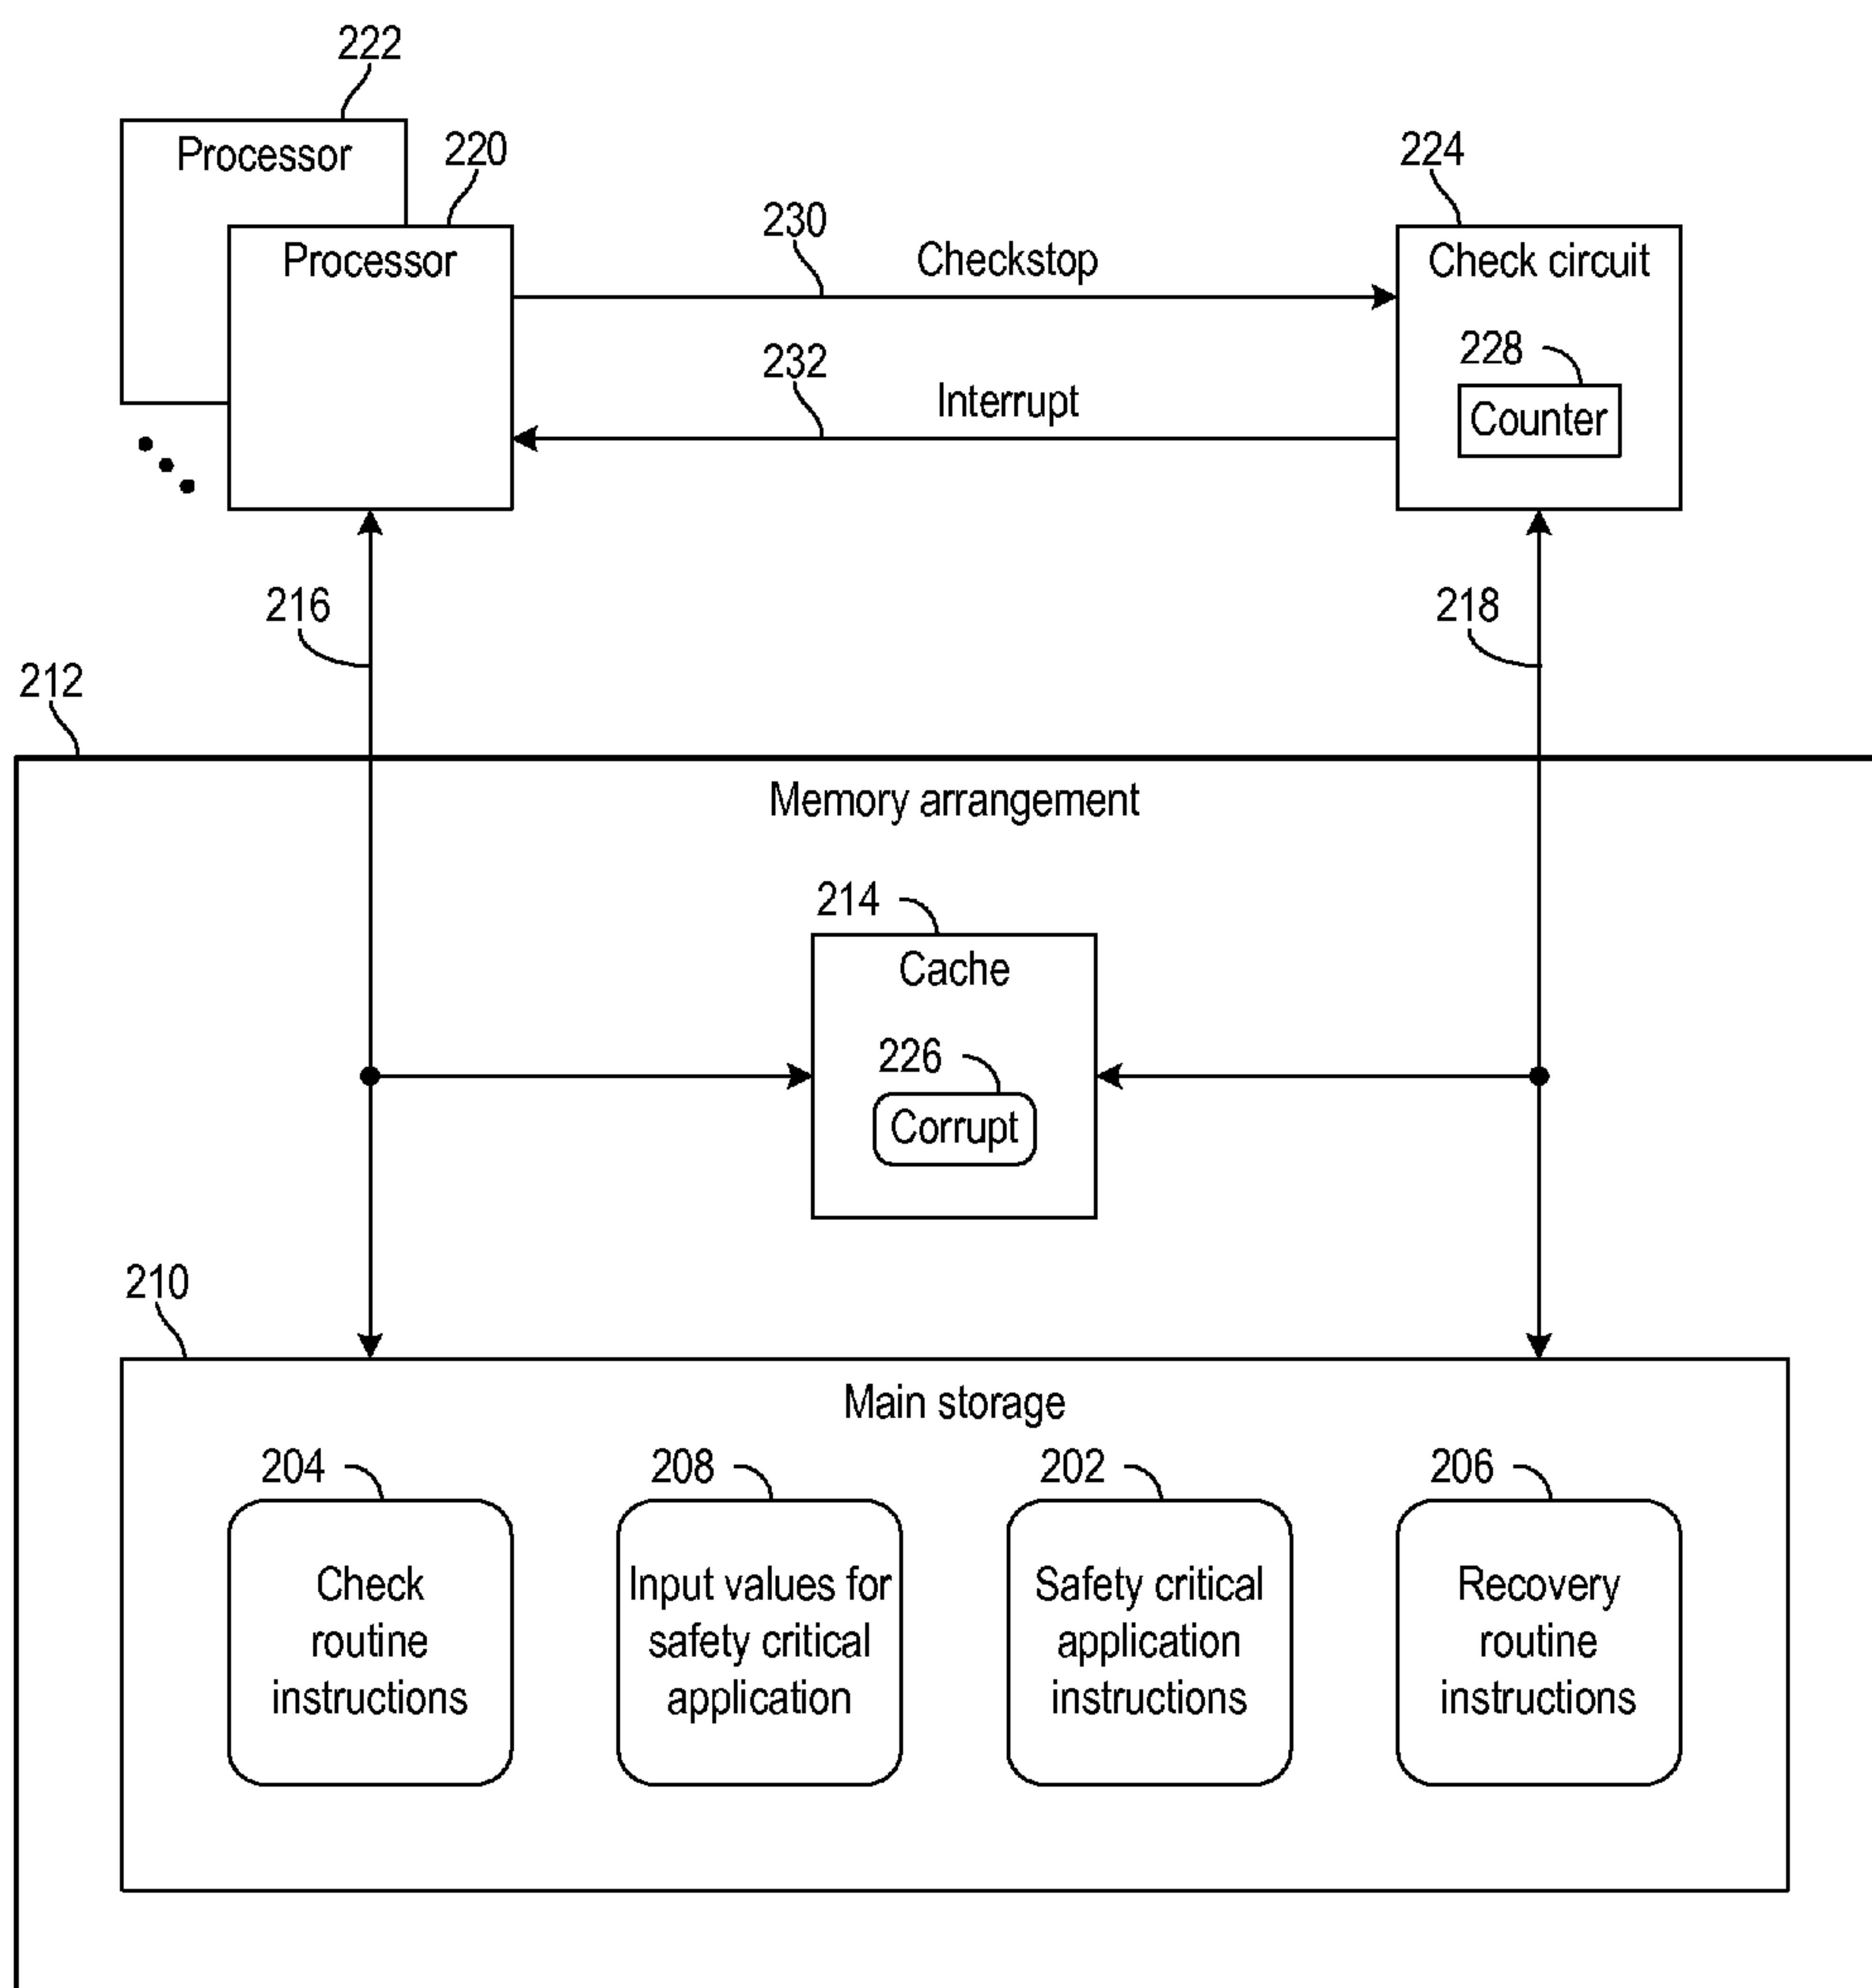 222
Processor
220
Processor
230
Checkstop
224
Check circuit
228
Counter
232
Interrupt
216
218
212
Memory arrangement
214
Cache
226
Corrupt
210
Main storage
204
Check
routine
instructions
208
Input values for
safety critical
application
202
Safety critical
application
instructions
206
Recovery
routine
instructions